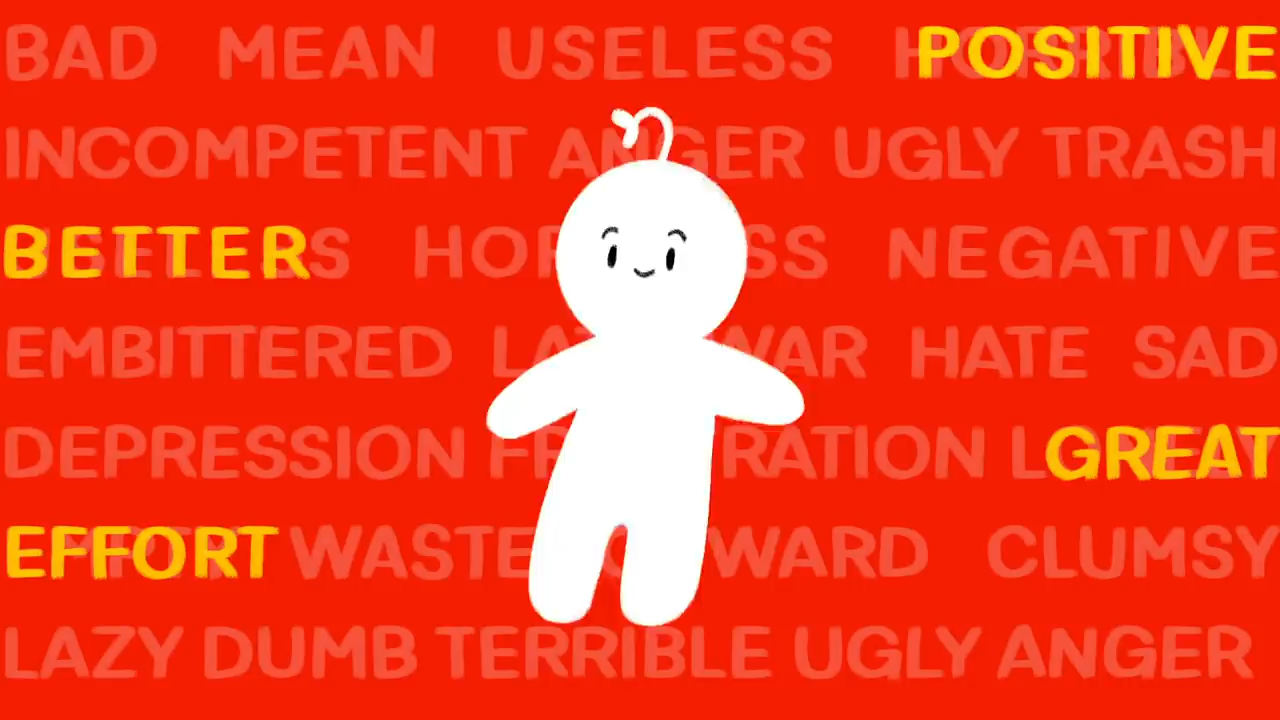 BAD MEAN USELESS POSITIVE
INCOMPETENT ANGER UGLY TRASH
BETTER NEGATIVE
EMBITTERED WAR HATE SAD
DEPRESSION GREAT
EFFORT WASTE CLUMSY
LAZY DUMB TERRIBLE UGLY ANGER